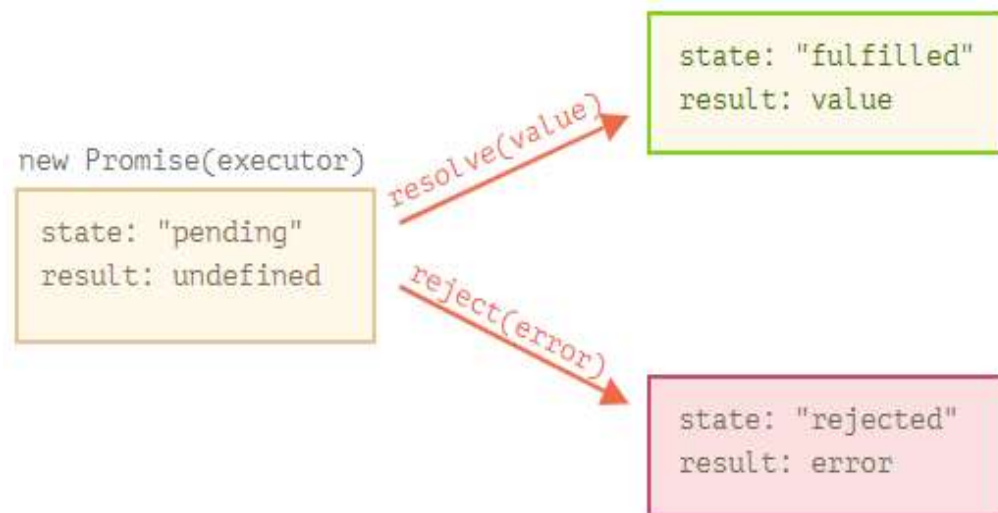 state: "fulfilled"
result: value
resolve(value)
new Promise(executor)
state: "pending"
result: undefined
reject(error)
state: "rejected"
result: error